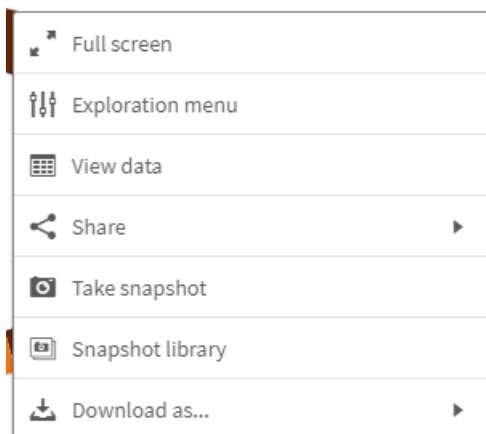 Full screen
Exploration menu
View data
Share
Take snapshot
Snapshot library
Download as...